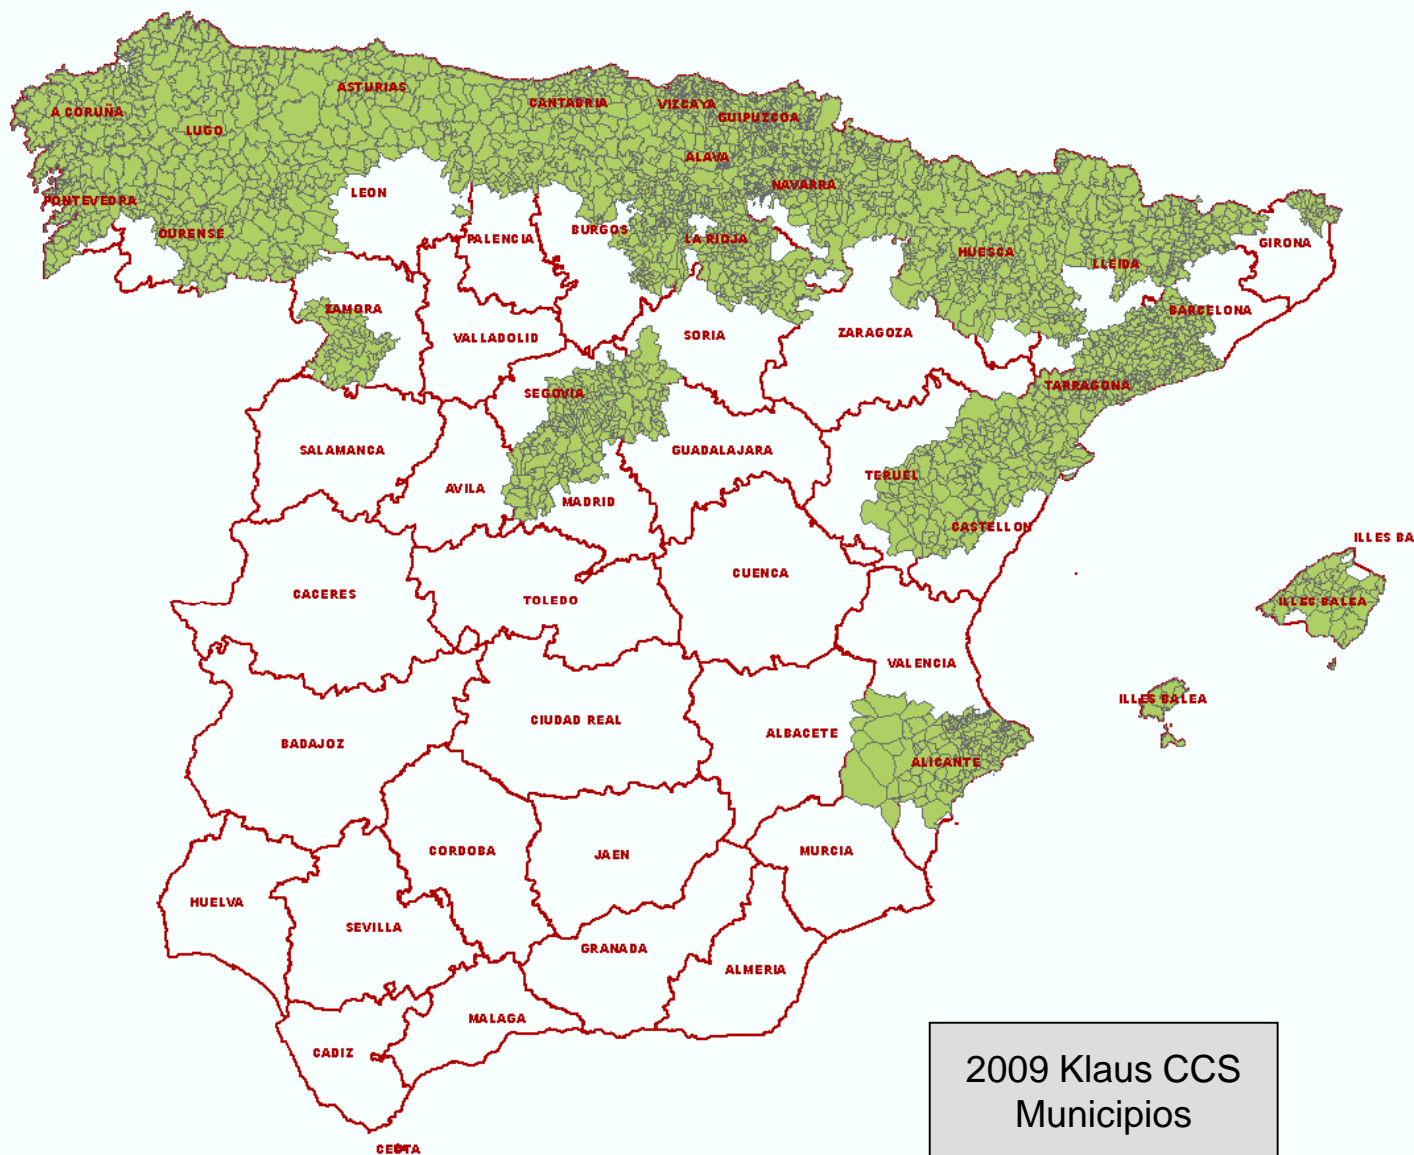 ASTURIAS
CANTABRIA
VIZCAYA
A CORUÑA
GUIPUZCOA
LUGO
ALAVA
LEON
NAVARRA
PONTEVEDRA
OURENSE
PALENCIA
BURGOS
LA RIOJA
GIRONA
HUESCA
LLEIDA
ZAMORA
BARCELONA
VALLADOLID
SORIA
ZARAGOZA
TARRAGONA
SEGOVIA
SALAMANCA
GUADALAJARA
TERUEL
AVILA
MADRID
CASTELLON
ILLES BA
CUENCA
CACERES
TOLEDO
ILLES BALEA
VALENCIA
ILLES BALEA
CIUDAD REAL
ALBACETE
BADAJOZ
ALICANTE
CORDOBA
JAEN
MURCIA
HUELVA
SEVILLA
GRANADA
ALMERIA
MALAGA
CADIZ
CEUTA
2009 Klaus CCS
Municipios